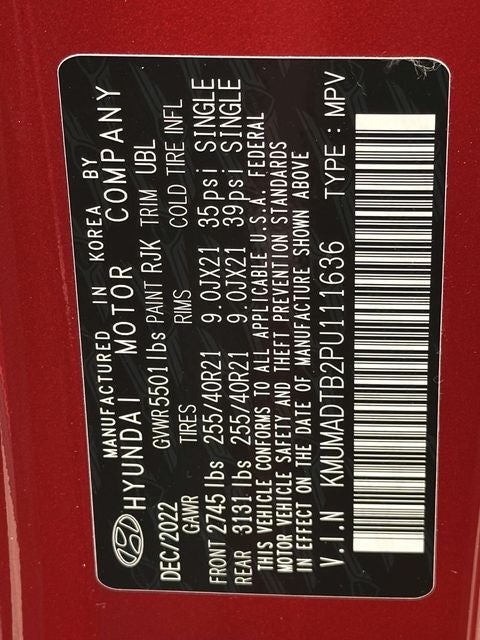 MANUFACTURED IN KOREA BY
HYUNDAI MOTOR COMPANY
DEC/2022 GVWR5501lbs PAINT RJK TRIM UBL
GAWR TIRES RIMS COLD TIRE INFL
FRONT 2745 lbs 255/40R21 9.0JX21 35psi SINGLE
REAR 3131 lbs 255/40R21 9.0JX21 39psi SINGLE
THIS VEHICLE CONFORMS TO ALL APPLICABLE U.S.A. FEDERAL
MOTOR VEHICLE SAFETY AND THEFT PREVENTION STANDARDS
IN EFFECT ON THE DATE OF MANUFACTURE SHOWN ABOVE
V.I.N KMUMADTB2PU111636 TYPE : MPV